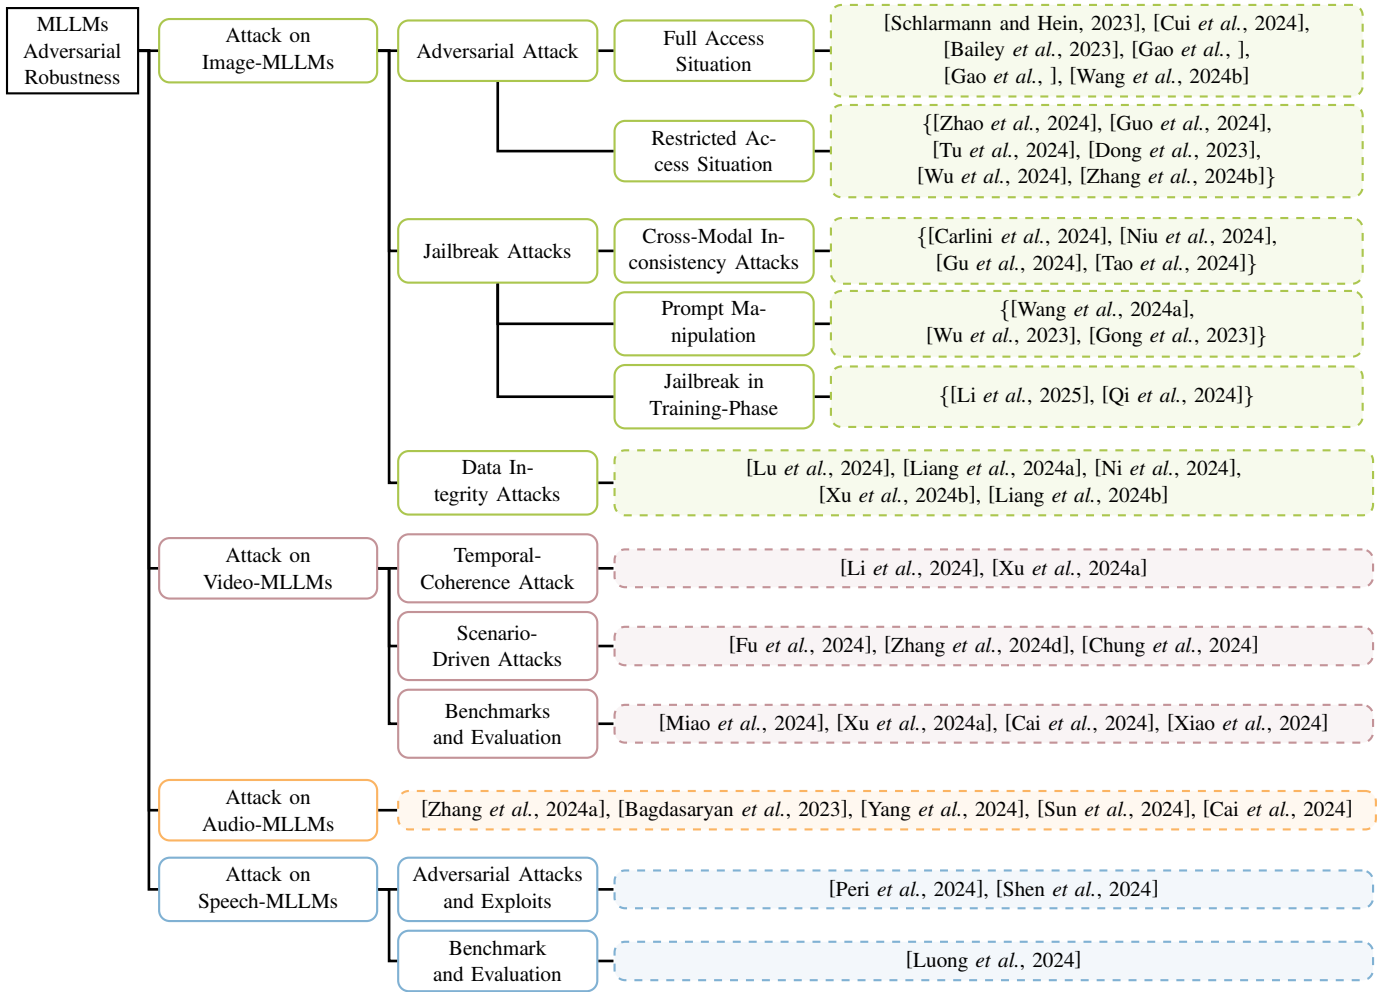 MLLMs
Adversarial
Robustness
Attack on
Image-MLLMs
Adversarial Attack
Full Access
Situation
[Schlarmann and Hein, 2023], [Cui et al., 2024],
[Bailey et al., 2023], [Gao et al., ],
[Gao et al., ], [Wang et al., 2024b]
Restricted Ac-
cess Situation
{[Zhao et al., 2024], [Guo et al., 2024],
[Tu et al., 2024], [Dong et al., 2023],
[Wu et al., 2024], [Zhang et al., 2024b]}
Jailbreak Attacks
Cross-Modal In-
consistency Attacks
{[Carlini et al., 2024], [Niu et al., 2024],
[Gu et al., 2024], [Tao et al., 2024]}
Prompt Ma-
nipulation
{[Wang et al., 2024a],
[Wu et al., 2023], [Gong et al., 2023]}
Jailbreak in
Training-Phase
{[Li et al., 2025], [Qi et al., 2024]}
Data In-
tegrity Attacks
[Lu et al., 2024], [Liang et al., 2024a], [Ni et al., 2024],
[Xu et al., 2024b], [Liang et al., 2024b]
Attack on
Video-MLLMs
Temporal-
Coherence Attack
[Li et al., 2024], [Xu et al., 2024a]
Scenario-
Driven Attacks
[Fu et al., 2024], [Zhang et al., 2024d], [Chung et al., 2024]
Benchmarks
and Evaluation
[Miao et al., 2024], [Xu et al., 2024a], [Cai et al., 2024], [Xiao et al., 2024]
Attack on
Audio-MLLMs
[Zhang et al., 2024a], [Bagdasaryan et al., 2023], [Yang et al., 2024], [Sun et al., 2024], [Cai et al., 2024]
Attack on
Speech-MLLMs
Adversarial Attacks
and Exploits
[Peri et al., 2024], [Shen et al., 2024]
Benchmark
and Evaluation
[Luong et al., 2024]